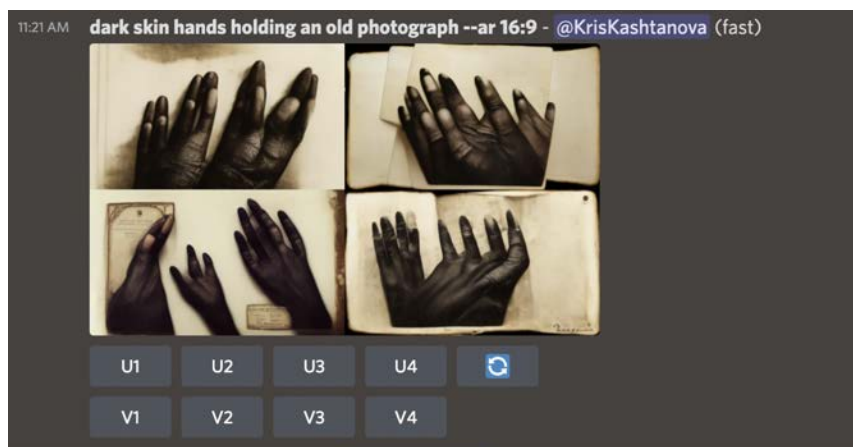 11:21 AM dark skin hands holding an old photograph --ar 16:9 - @KrisKashtanova (fast)
U1 U2 U3 U4
V1 V2 V3 V4